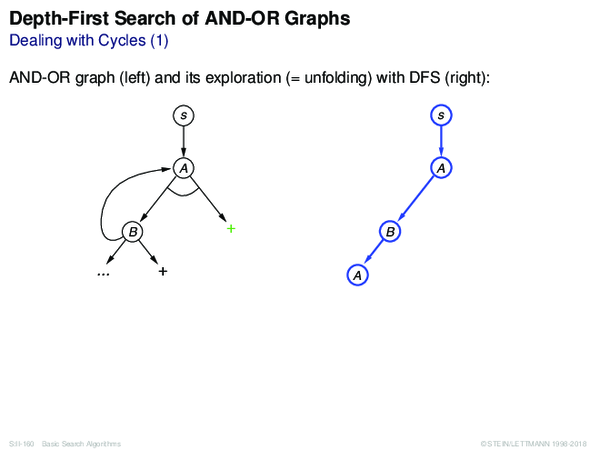 Depth-First Search of AND-OR Graphs
Dealing with Cycles (1)
AND-OR graph (left) and its exploration (= unfolding) with DFS (right):
s
s
A
A
B
+
B
...
+
A
S:II-160 Basic Search Algorithms
© STEIN/LETTMANN 1998-2018